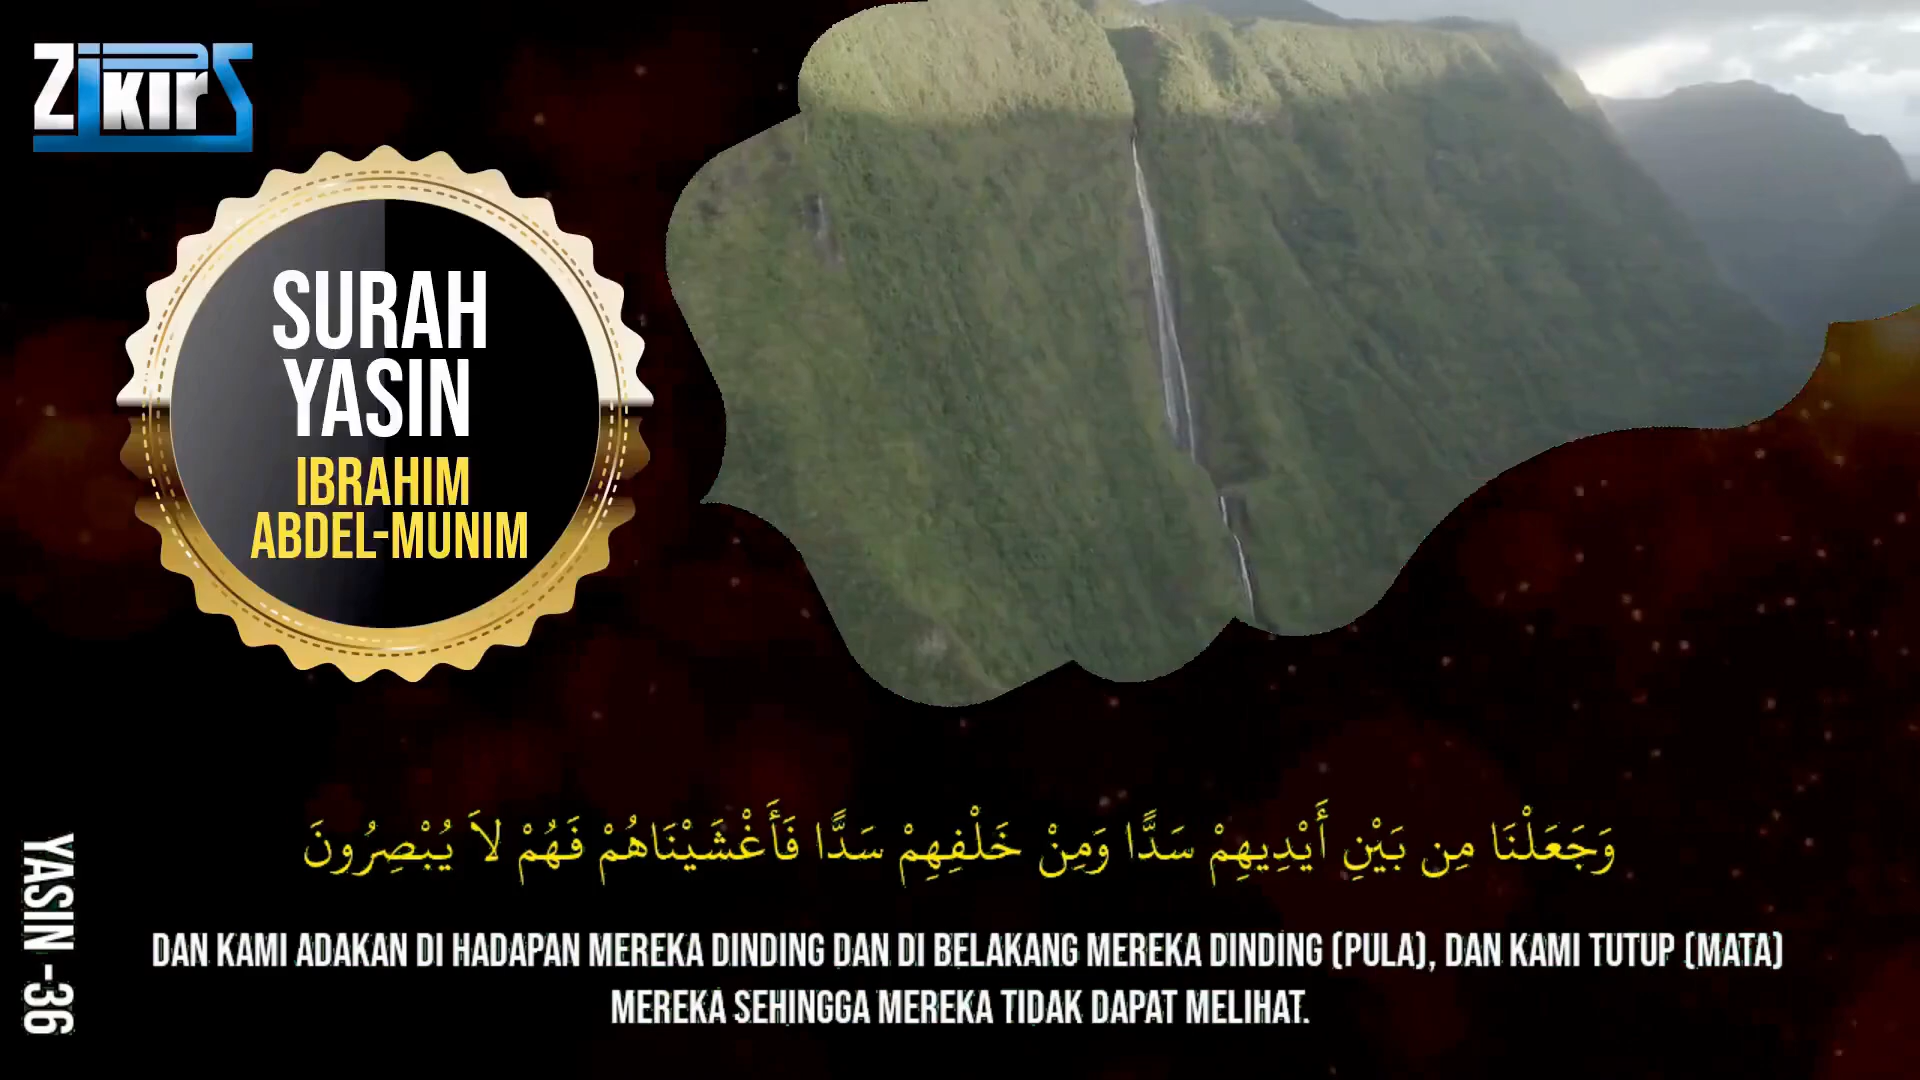 ZikirS
SURAH
YASIN
IBRAHIM
ABDEL-MUNIM
وَجَعَلْنَا مِن بَيْنِ أَيْدِيهِمْ سَدًّا وَمِنْ خَلْفِهِمْ سَدًّا فَأَغْشَيْنَاهُمْ فَهُمْ لاَ يُبْصِرُونَ
DAN KAMI ADAKAN DI HADAPAN MEREKA DINDING DAN DI BELAKANG MEREKA DINDING (PULA), DAN KAMI TUTUP (MATA)
MEREKA SEHINGGA MEREKA TIDAK DAPAT MELIHAT.
YASIN -36